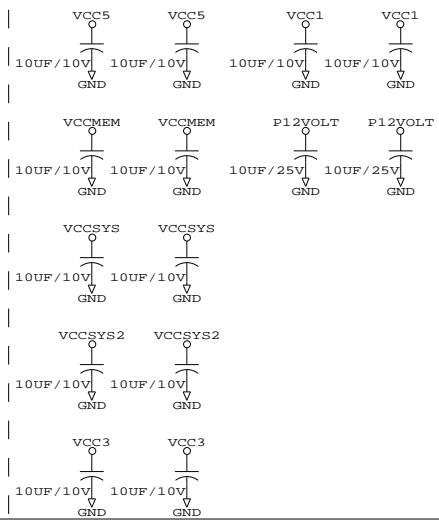 VCC5 VCC5 VCC1 VCC1
10UF/10V 10UF/10V 10UF/10V 10UF/10V
GND GND GND GND
VCCMEM VCCMEM P12VOLT P12VOLT
10UF/10V 10UF/10V 10UF/25V 10UF/25V
GND GND GND GND
VCCSYS VCCSYS
10UF/10V 10UF/10V
GND GND
VCCSYS2 VCCSYS2
10UF/10V 10UF/10V
GND GND
VCC3 VCC3
10UF/10V 10UF/10V
GND GND